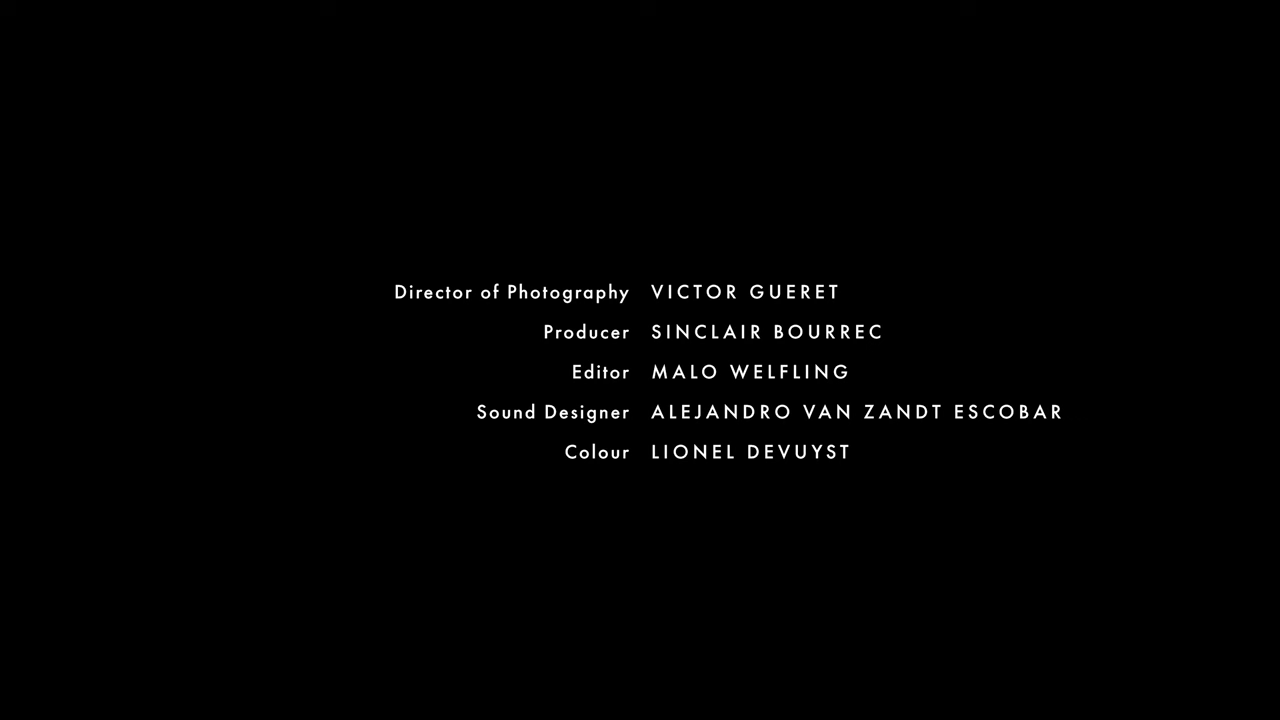 Director of Photography VICTOR GUERET
Producer SINCLAIR BOURREC
Editor MALO WELFLING
Sound Designer ALEJANDRO VAN ZANDT ESCOBAR
Colour LIONEL DEVUYST